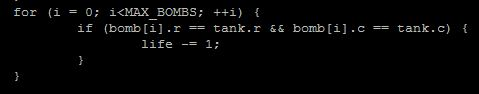 for (i = 0; i<MAX_BOMBS; ++i) {
if (bomb[i].r == tank.r && bomb[i].c == tank.c) {
life -= 1;
}
}